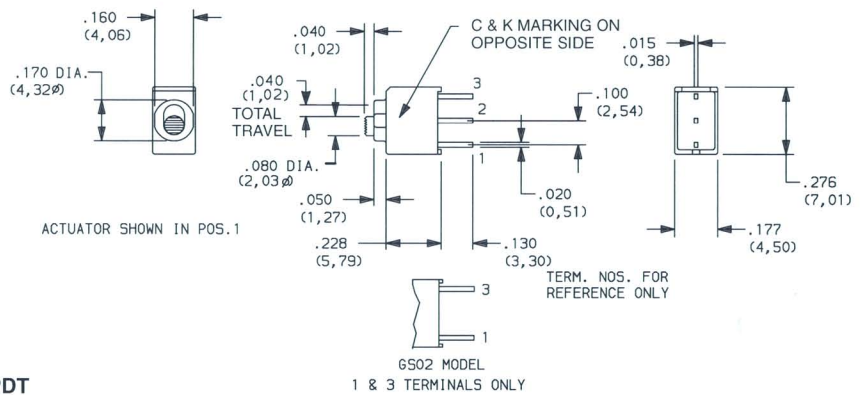 .160
(4,06)
.170 DIA.
(4,32ø)
ACTUATOR SHOWN IN POS.1
.040
(1,02)
C & K MARKING ON
OPPOSITE SIDE
.040
(1,02)
TOTAL
TRAVEL
.080 DIA.
(2,03ø)
.050
(1,27)
.228
(5,79)
3
2
1
.100
(2,54)
.020
(0,51)
.130
(3,30)
.015
(0,38)
.276
(7,01)
.177
(4,50)
TERM. NOS. FOR
REFERENCE ONLY
3
1
GS02 MODEL
1 & 3 TERMINALS ONLY